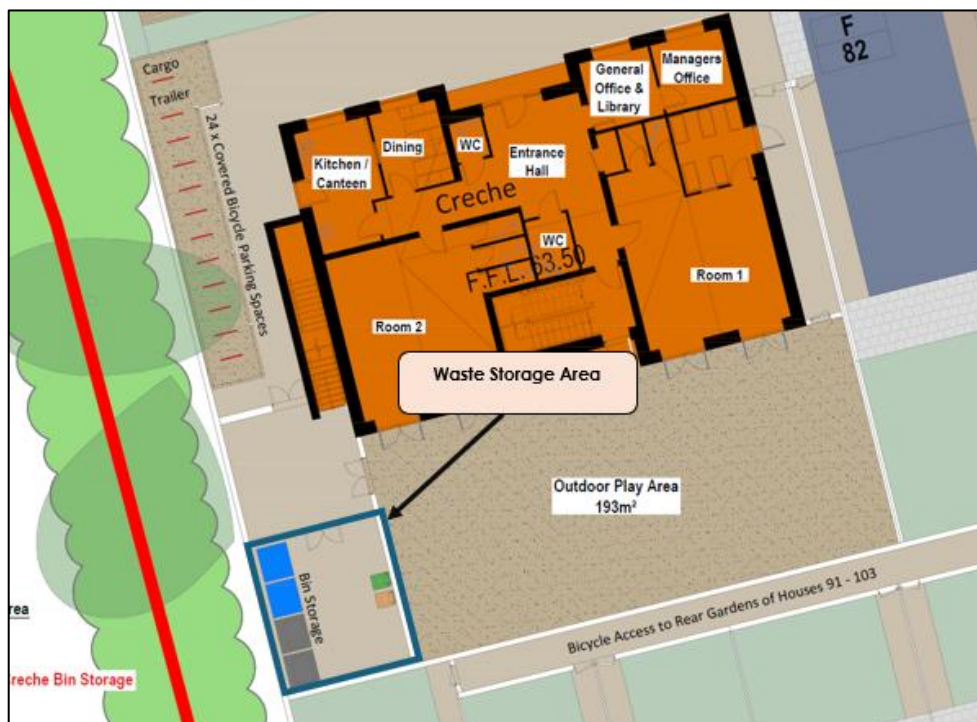 Cargo
Trailer
24 x Covered Bicycle Parking Spaces
Kitchen /
Canteen
Dining
WC
Entrance
Hall
General
Office &
Library
Managers
Office
F
82
Creche
WC
F.F.L. 63.50
Room 1
Room 2
Waste Storage Area
Outdoor Play Area
193m²
Bin Storage
Bicycle Access to Rear Gardens of Houses 91 - 103
Bin Storage